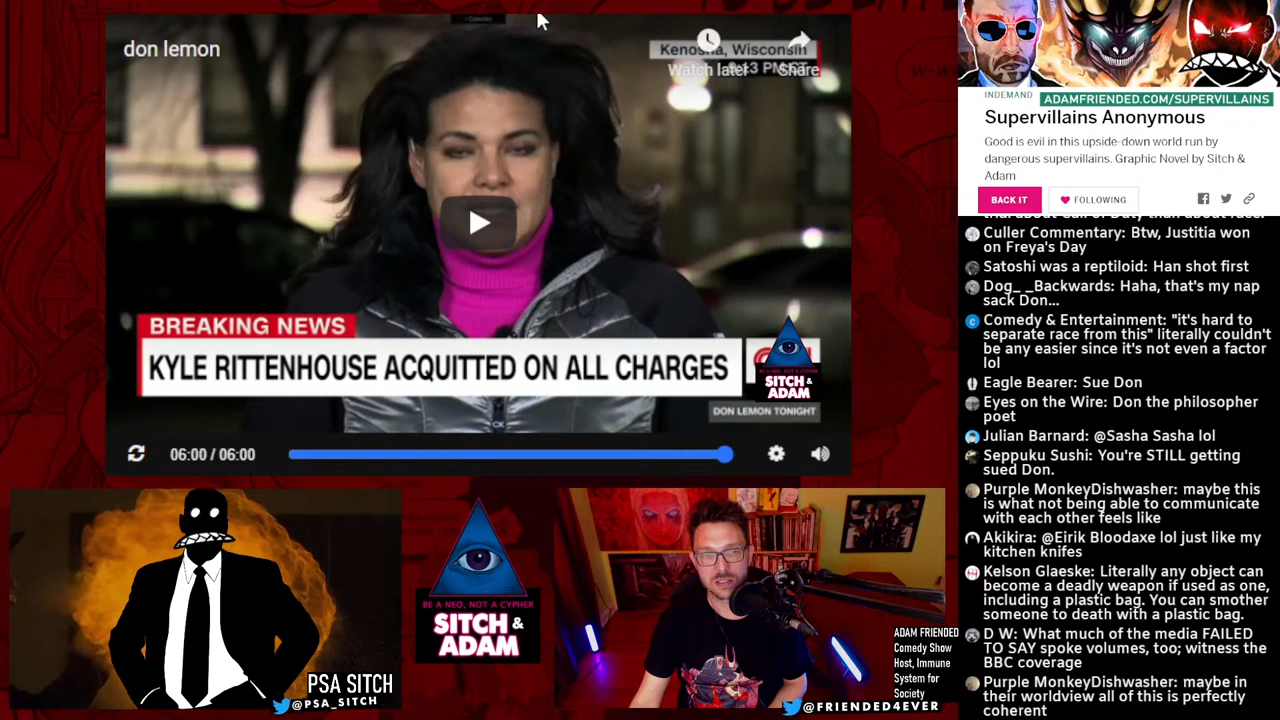 don lemon
Kenosha, Wisconsin
9:13 PM CT
Watch later
Share
BREAKING NEWS
KYLE RITTENHOUSE ACQUITTED ON ALL CHARGES
BE A NEO, NOT A CYPHER
SITCH &
ADAM
DON LEMON TONIGHT
CK
06:00 / 06:00
PSA SITCH
@PSA_SITCH
BE A NEO, NOT A CYPHER
SITCH &
ADAM
ADAM FRIENDED
Comedy Show
Host, Immune
System for
Society
@FRIENDED4EVER
INDEMAND
ADAMFRIENDED.COM/SUPERVILLAINS
Supervillains Anonymous
Good is evil in this upside-down world run by
dangerous supervillains. Graphic Novel by Sitch &
Adam
BACK IT
FOLLOWING
Culler Commentary: Btw, Justitia won
on Freya's Day
Satoshi was a reptiloid: Han shot first
Dog_ _Backwards: Haha, that's my nap
sack Don...
Comedy & Entertainment: "it's hard to
separate race from this" literally couldn't
be any easier since it's not even a factor
lol
Eagle Bearer: Sue Don
Eyes on the Wire: Don the philosopher
poet
Julian Barnard: @Sasha Sasha lol
Seppuku Sushi: You're STILL getting
sued Don.
Purple MonkeyDishwasher: maybe this
is what not being able to communicate
with each other feels like
Akikira: @Eirik Bloodaxe lol just like my
kitchen knifes
Kelson Glaeske: Literally any object can
become a deadly weapon if used as one,
including a plastic bag. You can smother
someone to death with a plastic bag.
D W: What much of the media FAILED
TO SAY spoke volumes, too; witness the
BBC coverage
Purple MonkeyDishwasher: maybe in
their worldview all of this is perfectly
coherent